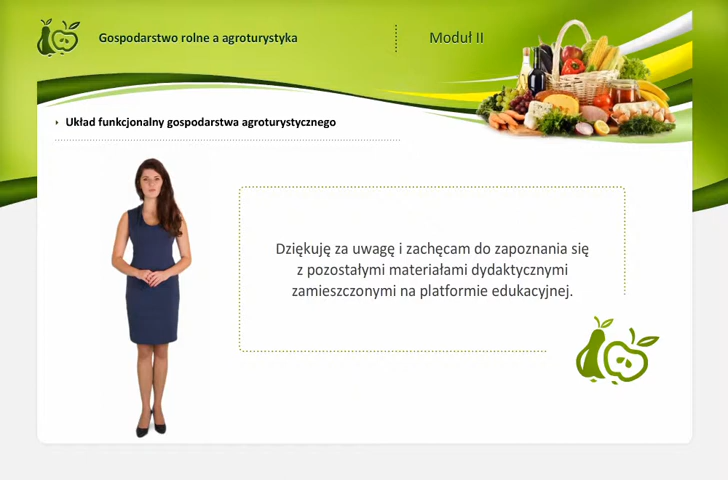 Gospodarstwo rolne a agroturystyka
Moduł II
Układ funkcjonalny gospodarstwa agroturystycznego
Dziękuję za uwagę i zachęcam do zapoznania się
z pozostałymi materiałami dydaktycznymi
zamieszczonymi na platformie edukacyjnej.